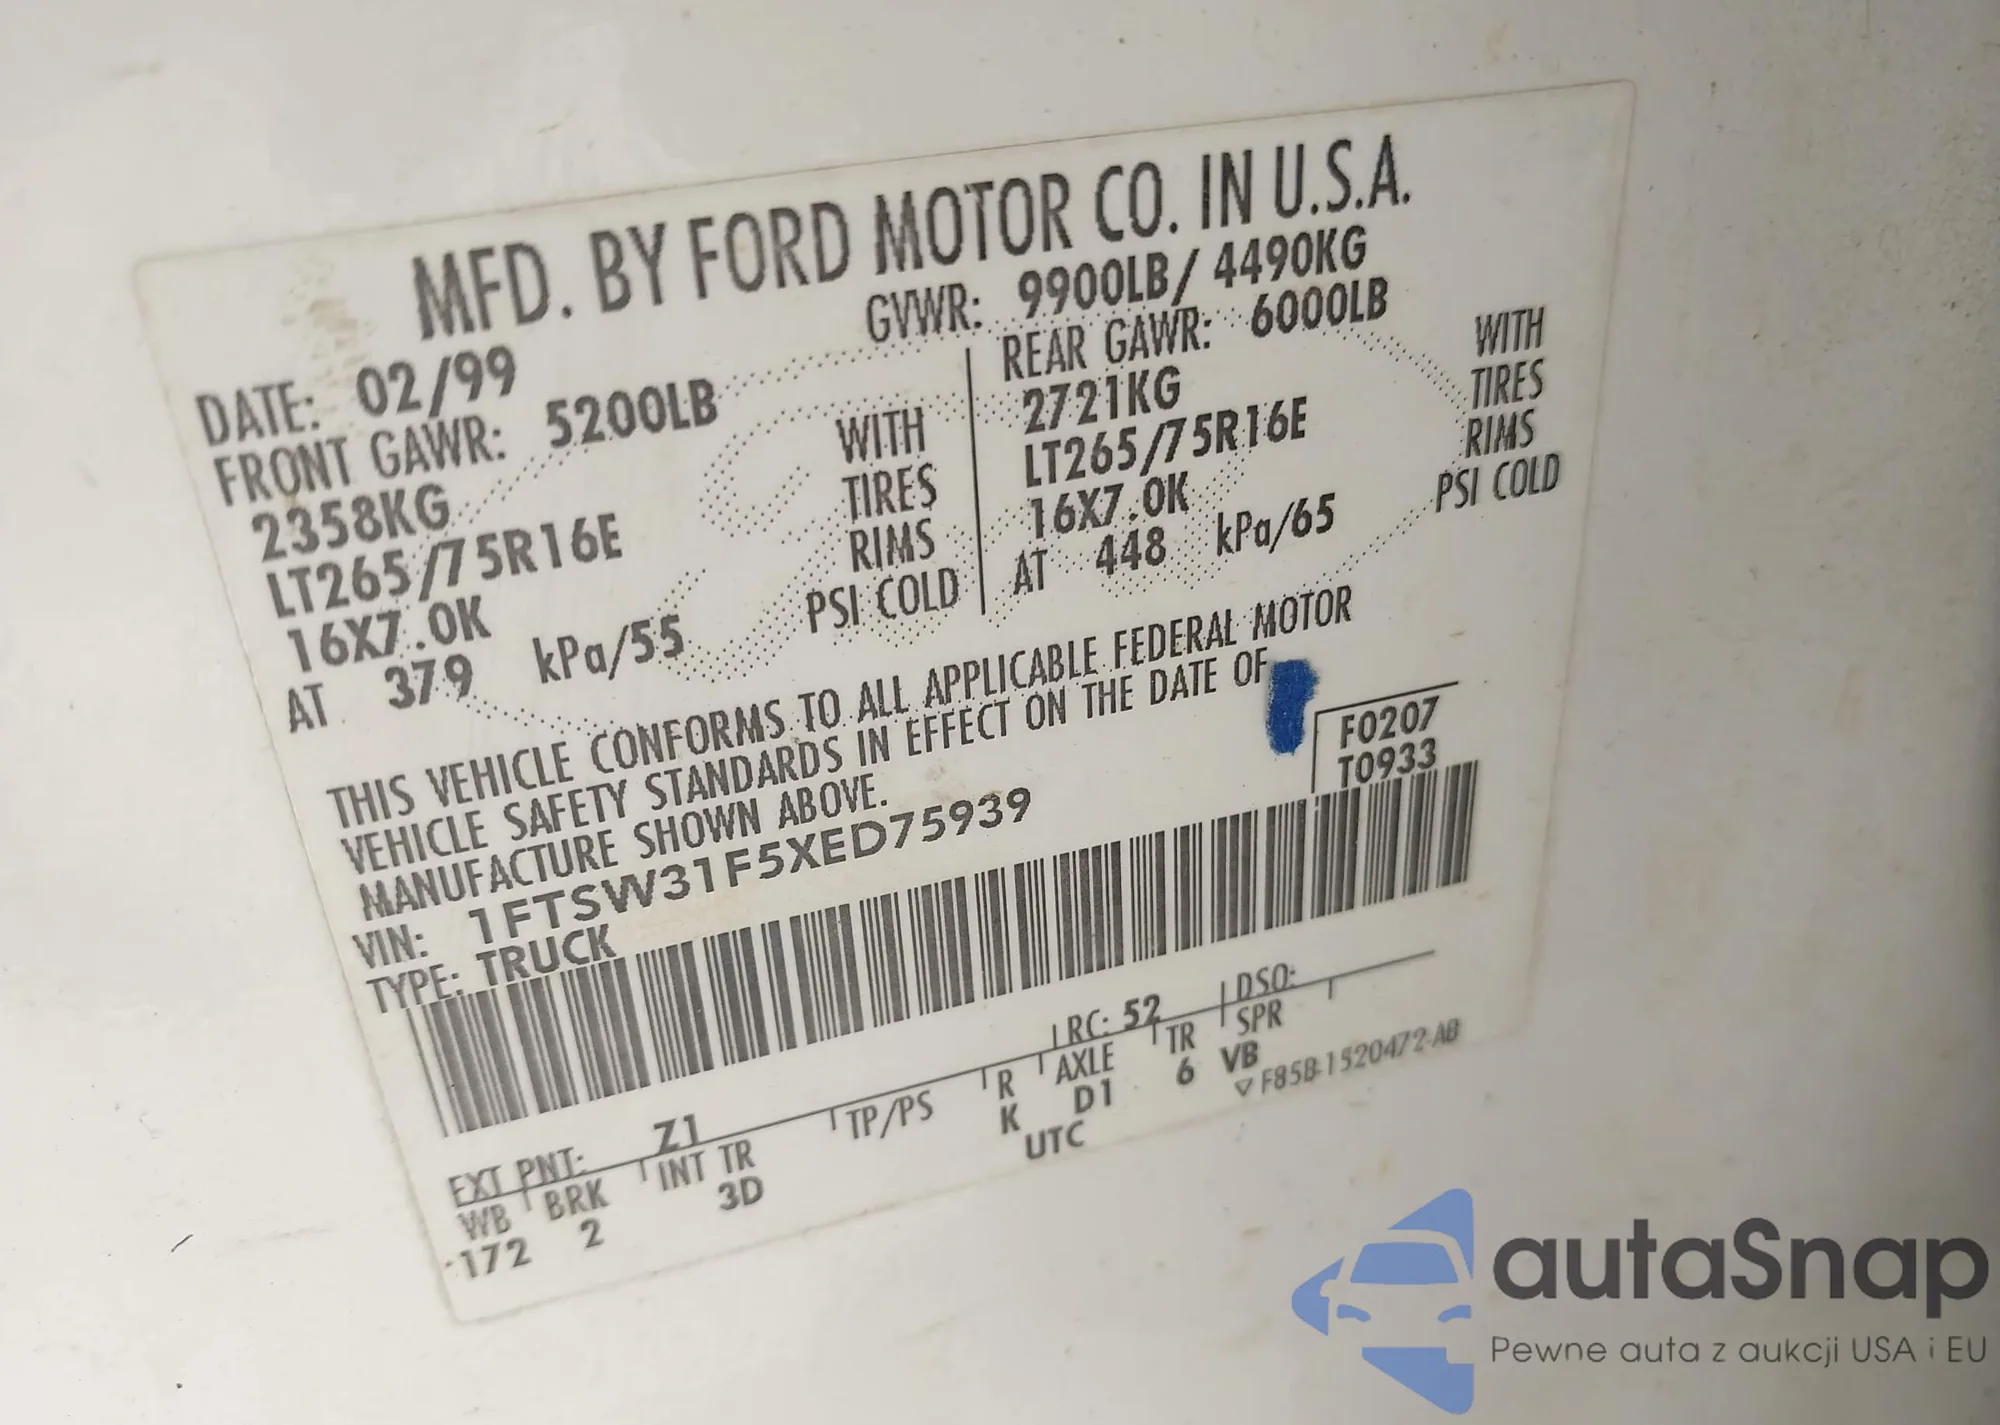 MFD. BY FORD MOTOR CO. IN U.S.A.
DATE: 02/99 GVWR: 9900LB/ 4490KG
FRONT GAWR: 5200LB REAR GAWR: 6000LB
2358KG WITH 2721KG WITH
LT265/75R16E TIRES LT265/75R16E TIRES
16X7.0K RIMS 16X7.0K RIMS
AT 379 kPa/55 PSI COLD AT 448 kPa/65 PSI COLD
THIS VEHICLE CONFORMS TO ALL APPLICABLE FEDERAL MOTOR
VEHICLE SAFETY STANDARDS IN EFFECT ON THE DATE OF
MANUFACTURE SHOWN ABOVE.
F0207
T0933
VIN: 1FTSW31F5XED75939
TYPE: TRUCK
EXT PNT: Z1 RC: 52 DSO:
WB BRK INT TR TP/PS R AXLE TR SPR
172 2 3D K D1 6 VB
UTC ▽ F85B-1520472-AB
autaSnap
Pewne auta z aukcji USA i EU